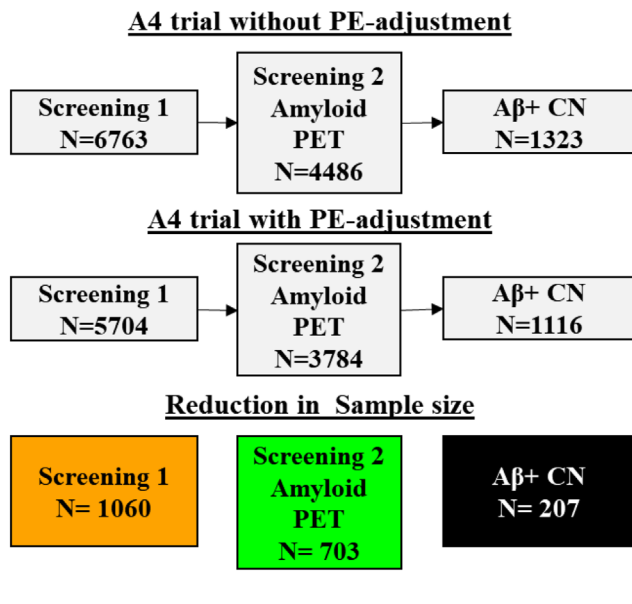 A4 trial without PE-adjustment
Screening 1
N=6763
Screening 2
Amyloid
PET
N=4486
Aβ+ CN
N=1323
A4 trial with PE-adjustment
Screening 1
N=5704
Screening 2
Amyloid
PET
N=3784
Aβ+ CN
N=1116
Reduction in Sample size
Screening 1
N= 1060
Screening 2
Amyloid
PET
N= 703
Aβ+ CN
N= 207